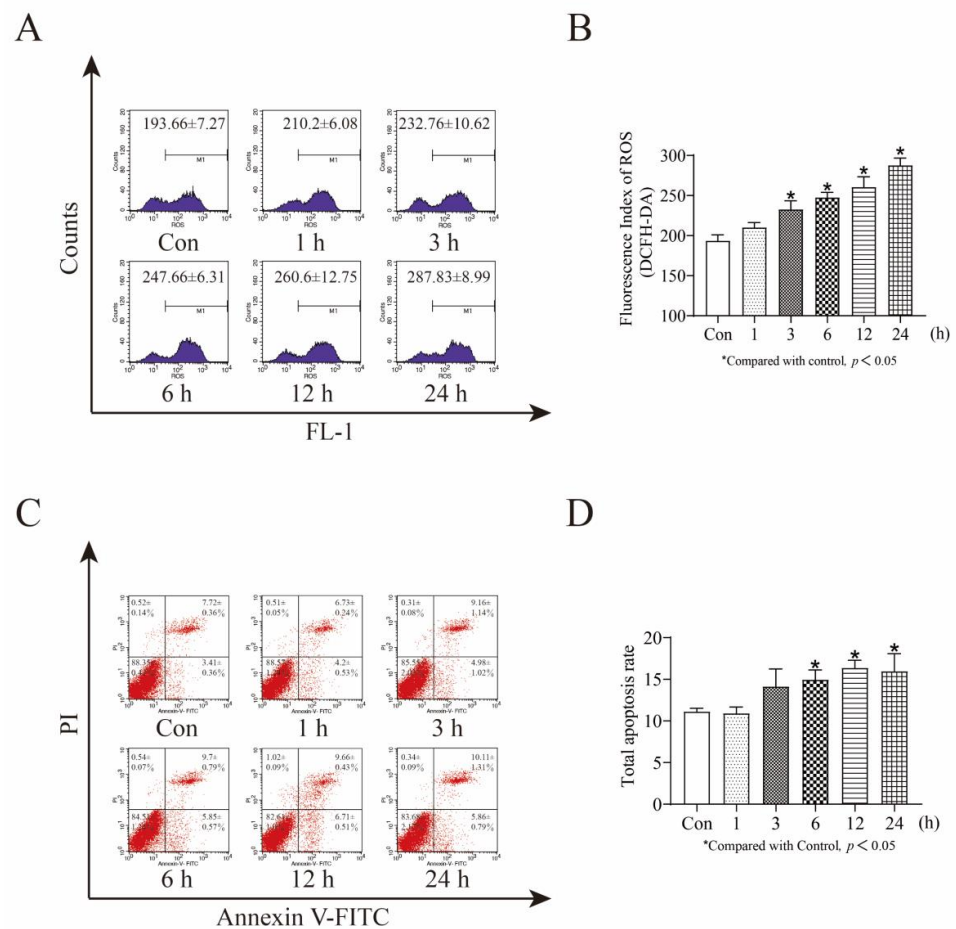 A
B
193.66±7.27
210.2±6.08
232.76±10.62
Counts
M1
ROS
Con
1 h
3 h
247.66±6.31
260.6±12.75
287.83±8.99
6 h
12 h
24 h
Counts
FL-1
Fluorescence Index of ROS
(DCFH-DA)
300
250
200
150
100
Con 1 3 6 12 24 (h)
*Compared with control, p < 0.05
C
D
0.52±
0.14%
7.72±
0.36%
3.41±
0.36%
0.51±
0.05%
6.73±
0.24%
4.2±
0.53%
0.31±
0.08%
9.16±
1.14%
4.98±
1.02%
Annexin V- FITC
Con
1 h
3 h
0.54±
0.07%
9.7±
0.79%
5.85±
0.57%
1.02±
0.09%
9.66±
0.43%
6.71±
0.51%
0.34±
0.09%
10.11±
1.31%
5.86±
0.79%
6 h
12 h
24 h
PI
Annexin V-FITC
Total apoptosis rate
20
15
10
5
0
Con 1 3 6 12 24 (h)
*Compared with Control, p < 0.05